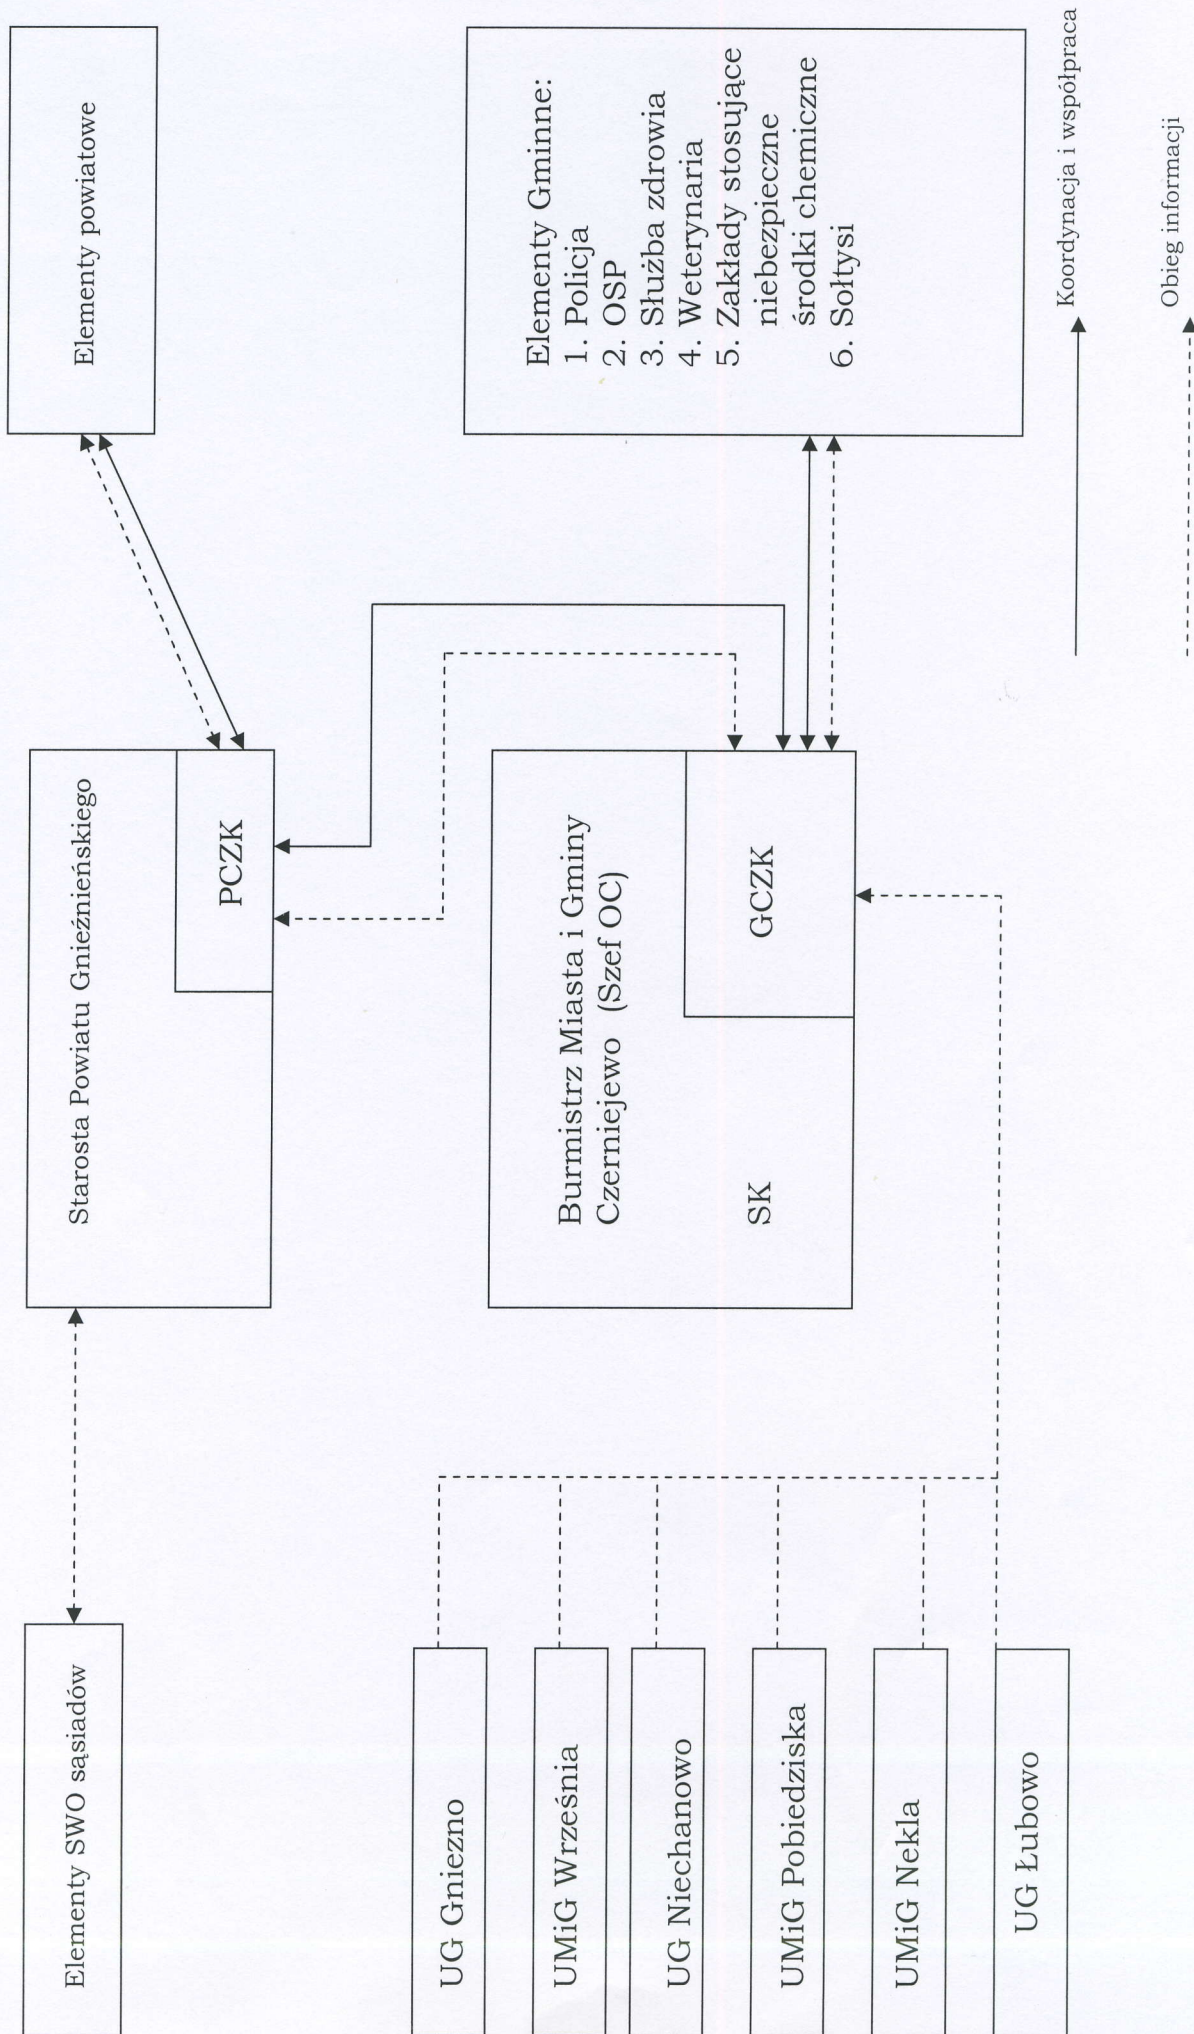 Elementy SWO sąsiadów
Starosta Powiatu Gnieźnieńskiego
PCZK
Elementy powiatowe
UG Gniezno
UMiG Września
UG Niechanowo
UMiG Pobiedziska
UMiG Nekla
UG Łubowo
Burmistrz Miasta i Gminy
Czerniejewo (Szef OC)
SK
GCZK
Elementy Gminne:
1. Policja
2. OSP
3. Służba zdrowia
4. Weterynaria
5. Zakłady stosujące
niebezpieczne
środki chemiczne
6. Sołtysi
Koordynacja i współpraca
Obieg informacji